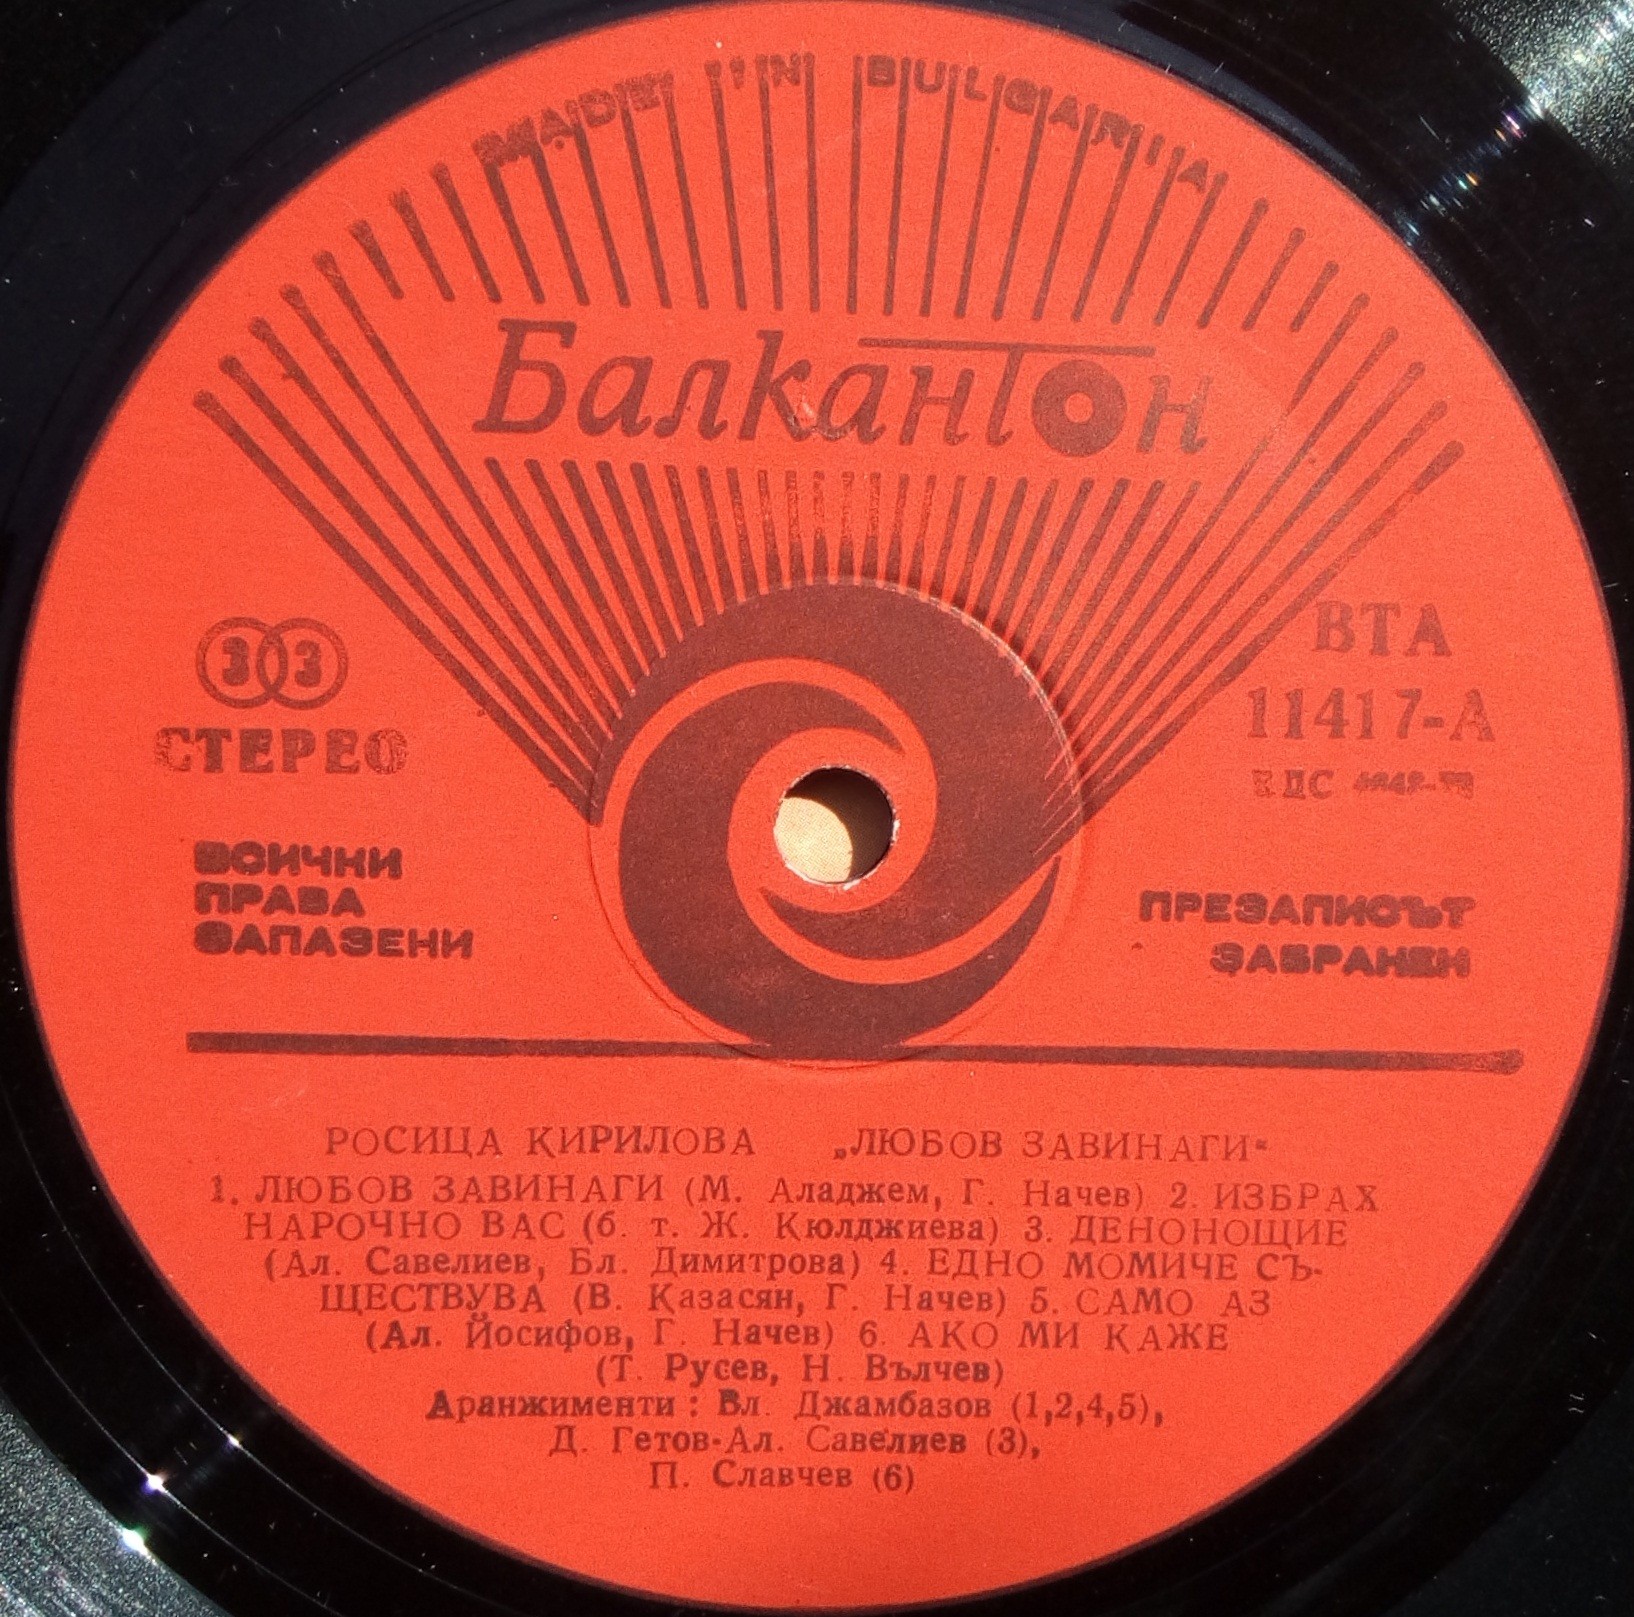 MADE IN BULGARIA
Балкантон
33
СТЕРЕО
ВТА
11417-А
ВСИЧКИ
ПРАВА
ЗАПАЗЕНИ
ПРЕЗАПИСЪТ
ЗАБРАНЕН
РОСИЦА КИРИЛОВА „ЛЮБОВ ЗАВИНАГИ“
1. ЛЮБОВ ЗАВИНАГИ (М. Аладжем, Г. Начев) 2. ИЗБРАХ
НАРОЧНО ВАС (б. т. Ж. Кюлджиева) 3. ДЕНОНОЩИЕ
(Ал. Савелиев, Бл. Димитрова) 4. ЕДНО МОМИЧЕ СЪ-
ЩЕСТВУВА (В. Казасян, Г. Начев) 5. САМО АЗ
(Ал. Йосифов, Г. Начев) 6. АКО МИ КАЖЕ
(Т. Русев, Н. Вълчев)
Аранжименти : Вл. Джамбазов (1,2,4,5),
Д. Гетов-Ал. Савелиев (3),
П. Славчев (6)